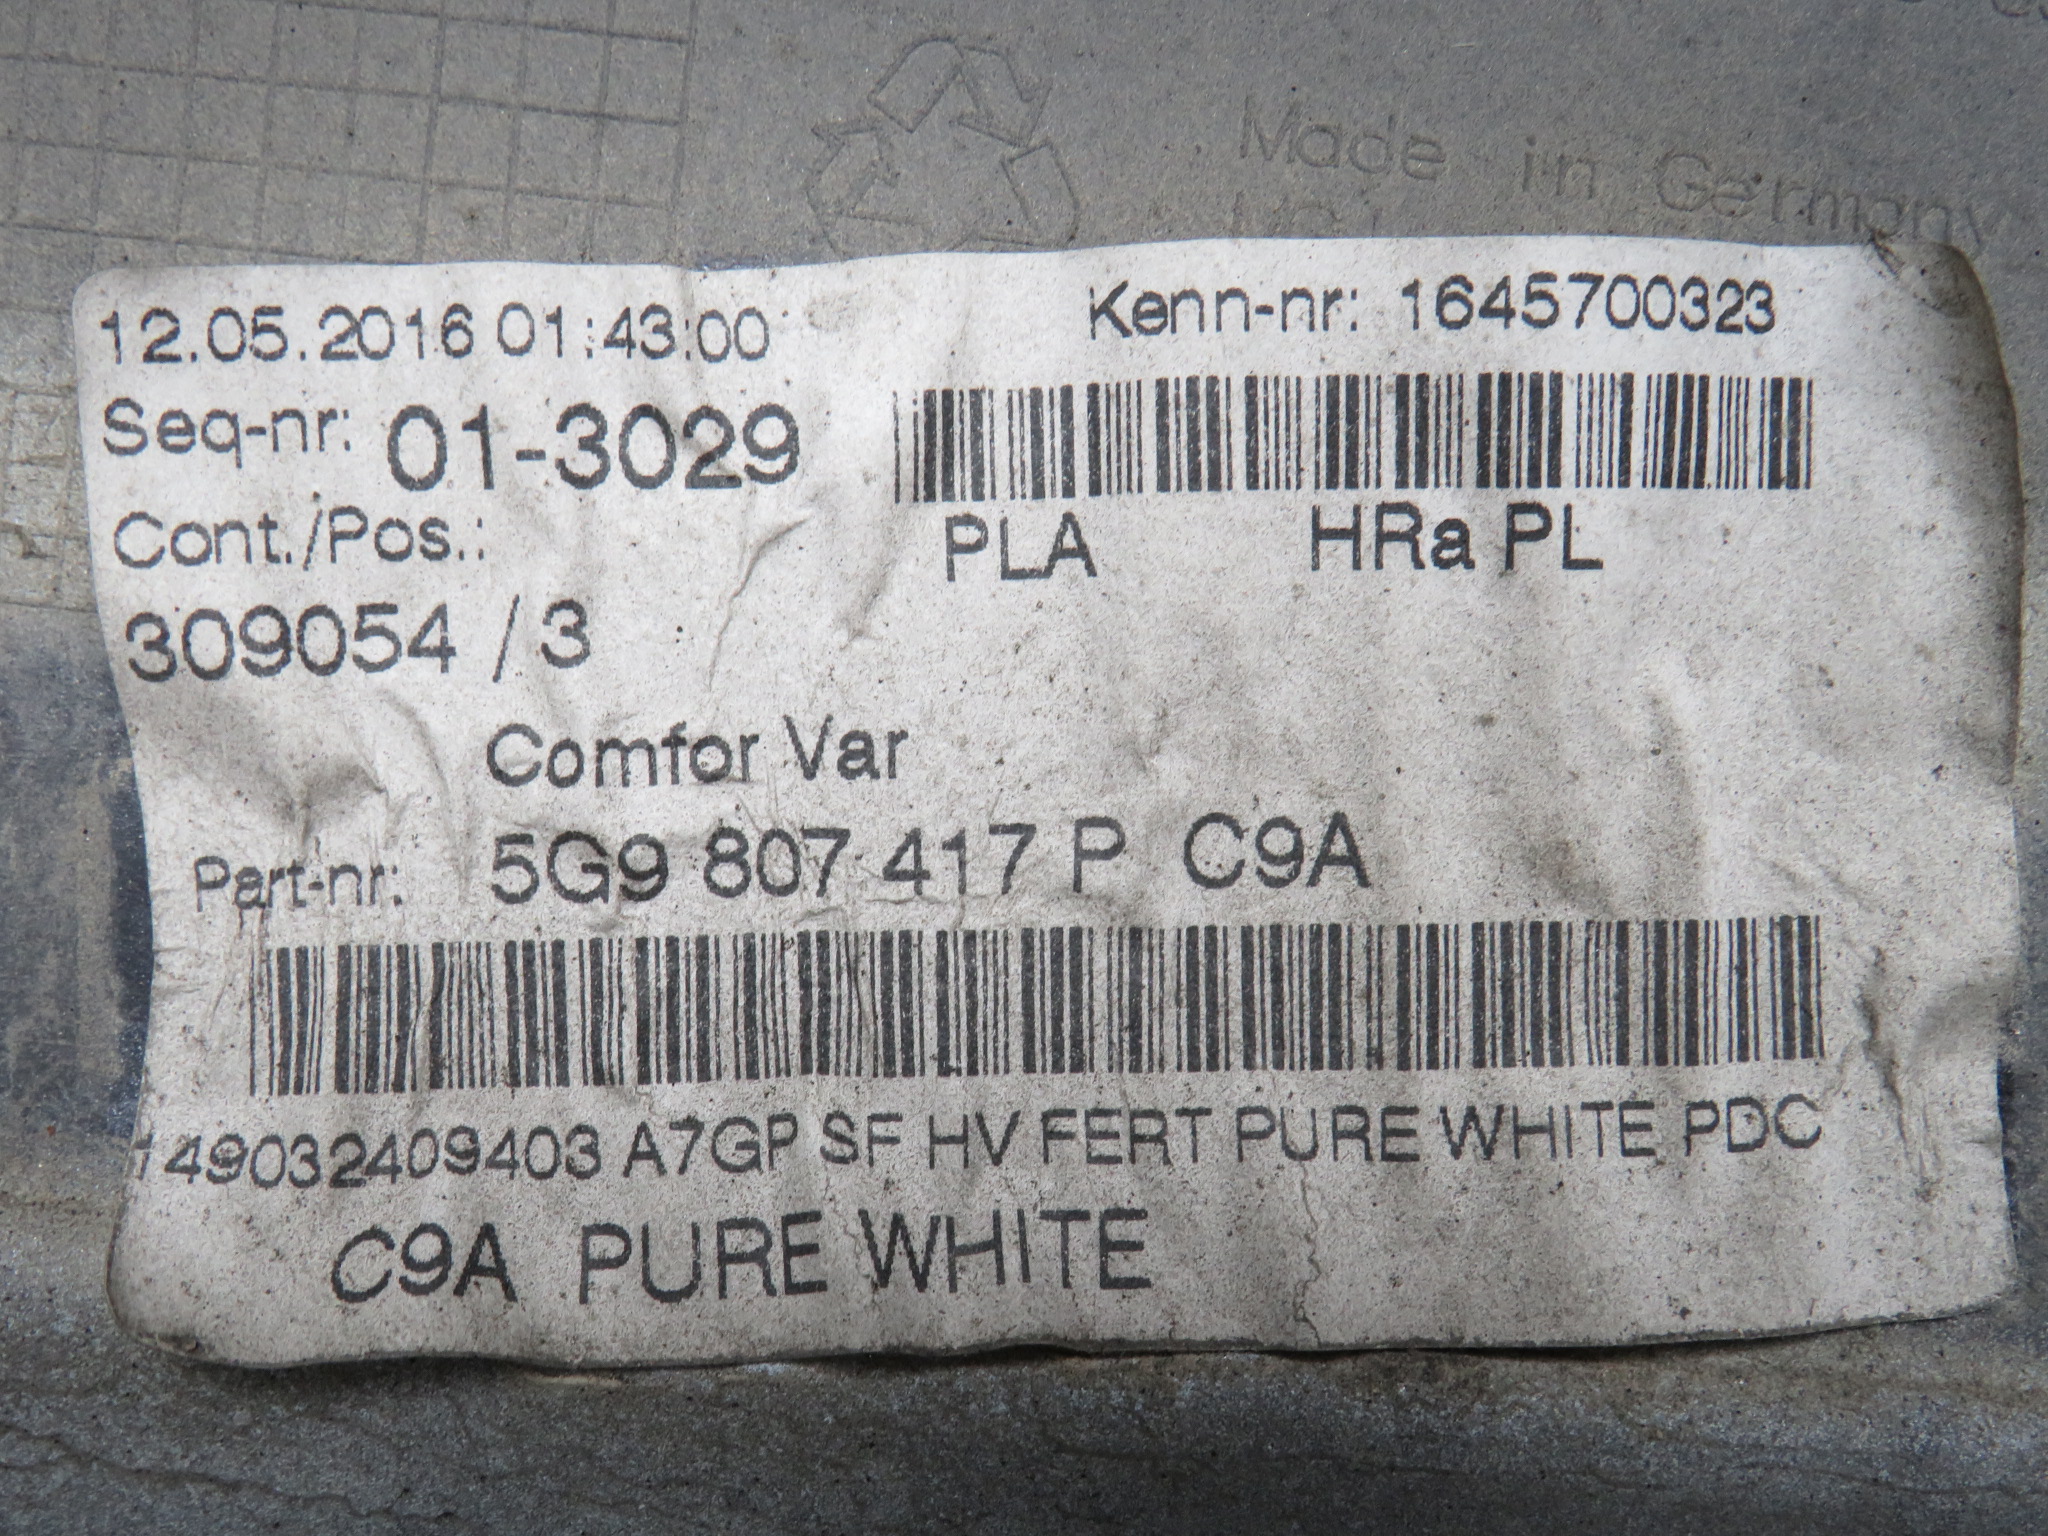 Made in Germany
12.05.2016 01:43:00
Kenn-nr: 1645700323
Seq-nr: 01-3029
Cont./Pos.:
PLA HRa PL
309054 / 3
Comfor Var
Part-nr: 5G9 807 417 P C9A
149032409403 A7GP SF HV FERT PURE WHITE PDC
C9A PURE WHITE